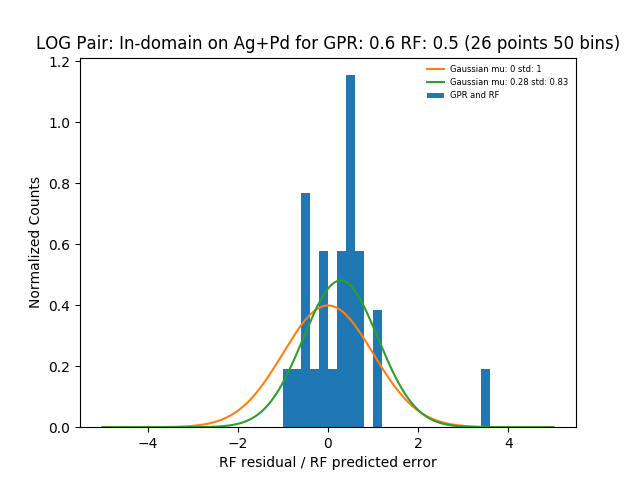 LOG Pair: In-domain on Ag+Pd for GPR: 0.6 RF: 0.5 (26 points 50 bins)
Gaussian mu: 0 std: 1
Gaussian mu: 0.28 std: 0.83
GPR and RF
Normalized Counts
1.2
1.0
0.8
0.6
0.4
0.2
0.0
−4 −2 0 2 4
RF residual / RF predicted error